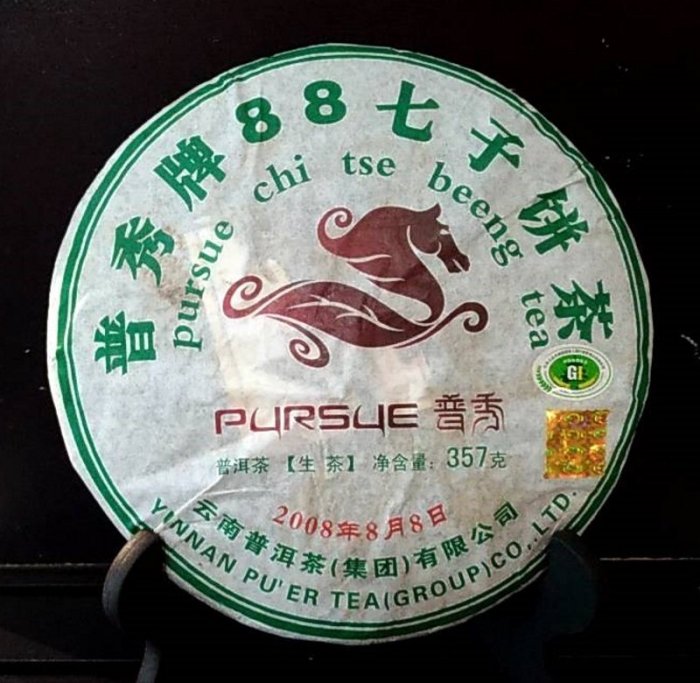 普秀牌88七子饼茶
pursue chi tse beeng tea
GI
PURSUE 普秀
普洱茶 【生 茶】 净含量: 357克
2008年8月8日
云南普洱茶(集团)有限公司
YINNAN PU'ER TEA(GROUP)CO.,LTD.